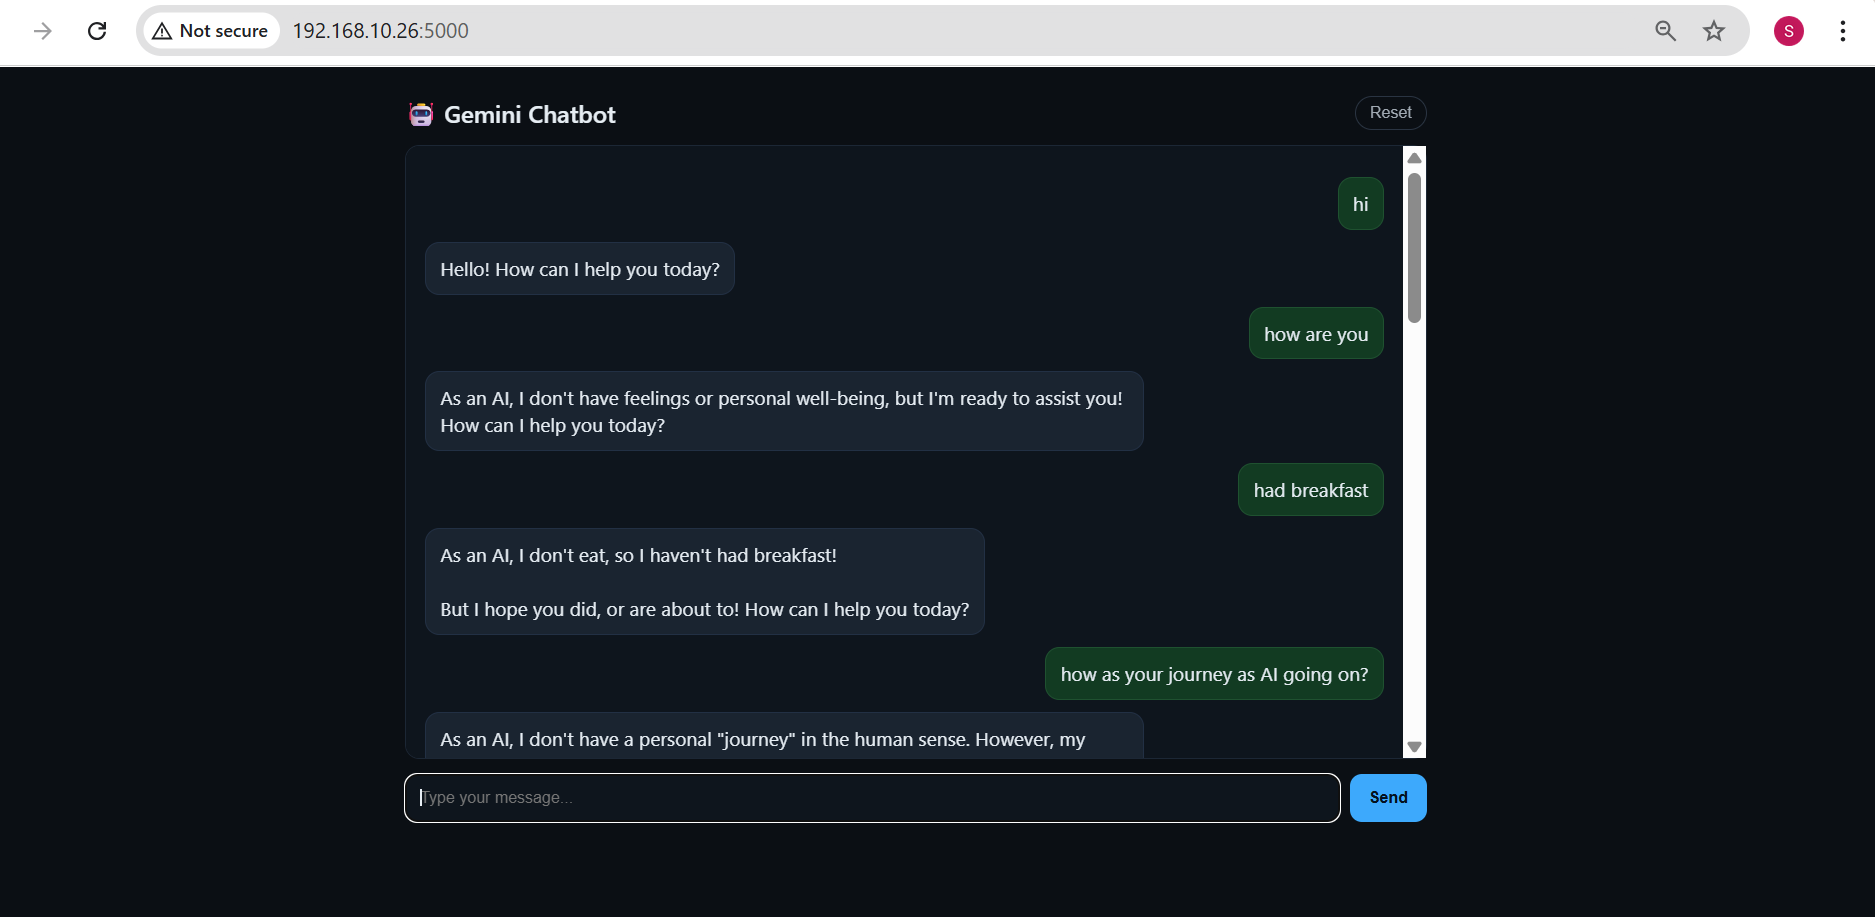 Not secure 192.168.10.26:5000 S
Gemini Chatbot Reset
hi
Hello! How can I help you today?
how are you
As an AI, I don't have feelings or personal well-being, but I'm ready to assist you!
How can I help you today?
had breakfast
As an AI, I don't eat, so I haven't had breakfast!
But I hope you did, or are about to! How can I help you today?
how as your journey as AI going on?
As an AI, I don't have a personal "journey" in the human sense. However, my
Type your message... Send